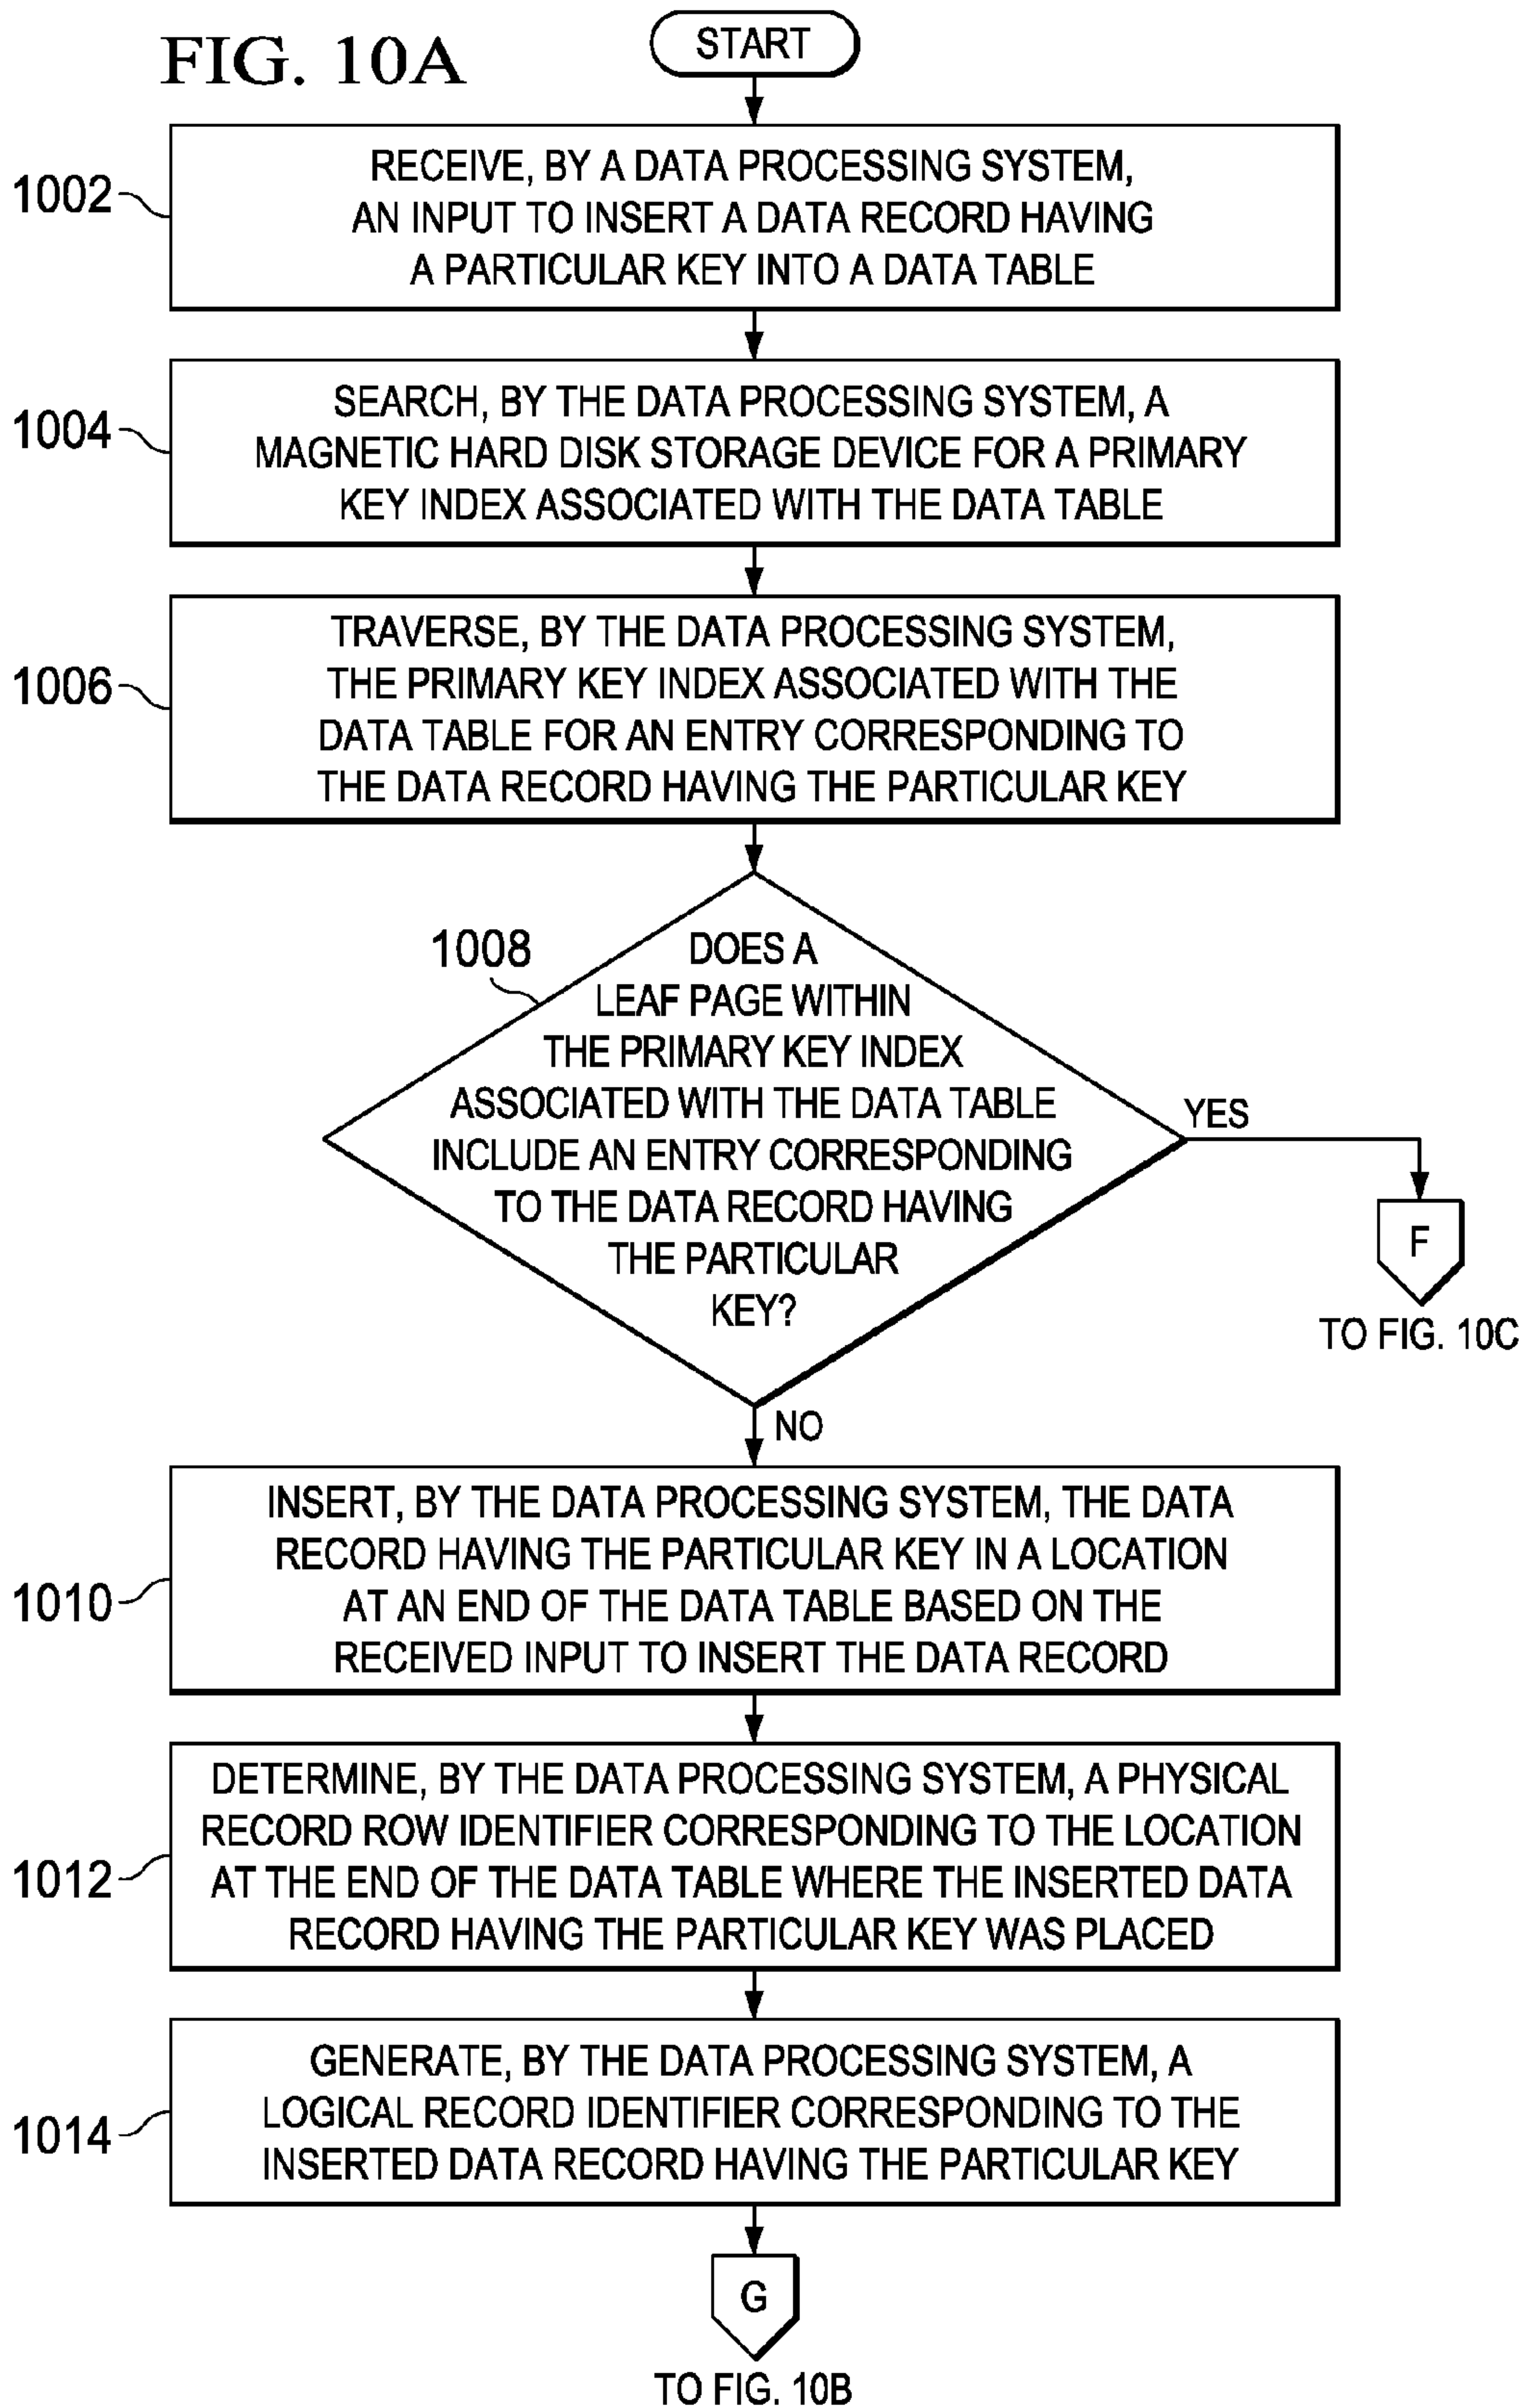 FIG. 10A
START
1002
RECEIVE, BY A DATA PROCESSING SYSTEM,
AN INPUT TO INSERT A DATA RECORD HAVING
A PARTICULAR KEY INTO A DATA TABLE
1004
SEARCH, BY THE DATA PROCESSING SYSTEM, A
MAGNETIC HARD DISK STORAGE DEVICE FOR A PRIMARY
KEY INDEX ASSOCIATED WITH THE DATA TABLE
1006
TRAVERSE, BY THE DATA PROCESSING SYSTEM,
THE PRIMARY KEY INDEX ASSOCIATED WITH THE
DATA TABLE FOR AN ENTRY CORRESPONDING TO
THE DATA RECORD HAVING THE PARTICULAR KEY
1008
DOES A
LEAF PAGE WITHIN
THE PRIMARY KEY INDEX
ASSOCIATED WITH THE DATA TABLE
INCLUDE AN ENTRY CORRESPONDING
TO THE DATA RECORD HAVING
THE PARTICULAR
KEY?
YES
F
TO FIG. 10C
NO
1010
INSERT, BY THE DATA PROCESSING SYSTEM, THE DATA
RECORD HAVING THE PARTICULAR KEY IN A LOCATION
AT AN END OF THE DATA TABLE BASED ON THE
RECEIVED INPUT TO INSERT THE DATA RECORD
1012
DETERMINE, BY THE DATA PROCESSING SYSTEM, A PHYSICAL
RECORD ROW IDENTIFIER CORRESPONDING TO THE LOCATION
AT THE END OF THE DATA TABLE WHERE THE INSERTED DATA
RECORD HAVING THE PARTICULAR KEY WAS PLACED
1014
GENERATE, BY THE DATA PROCESSING SYSTEM, A
LOGICAL RECORD IDENTIFIER CORRESPONDING TO THE
INSERTED DATA RECORD HAVING THE PARTICULAR KEY
G
TO FIG. 10B